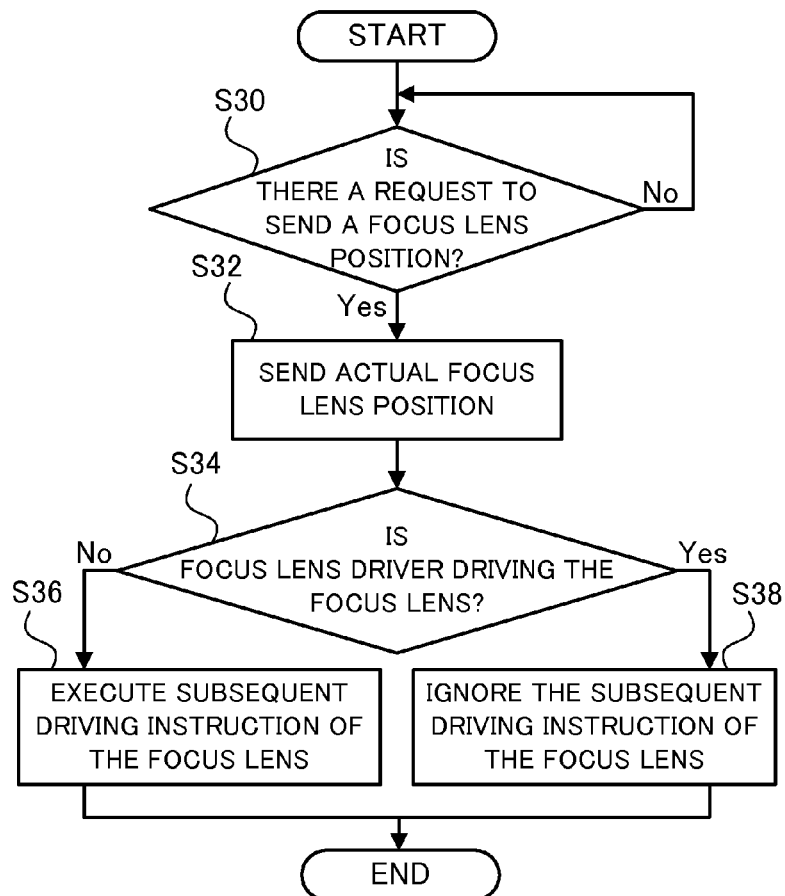 START
S30
IS
THERE A REQUEST TO
SEND A FOCUS LENS
POSITION?
No
S32
Yes
SEND ACTUAL FOCUS
LENS POSITION
S34
IS
FOCUS LENS DRIVER DRIVING THE
FOCUS LENS?
No
Yes
S36
S38
EXECUTE SUBSEQUENT
DRIVING INSTRUCTION OF
THE FOCUS LENS
IGNORE THE SUBSEQUENT
DRIVING INSTRUCTION OF
THE FOCUS LENS
END